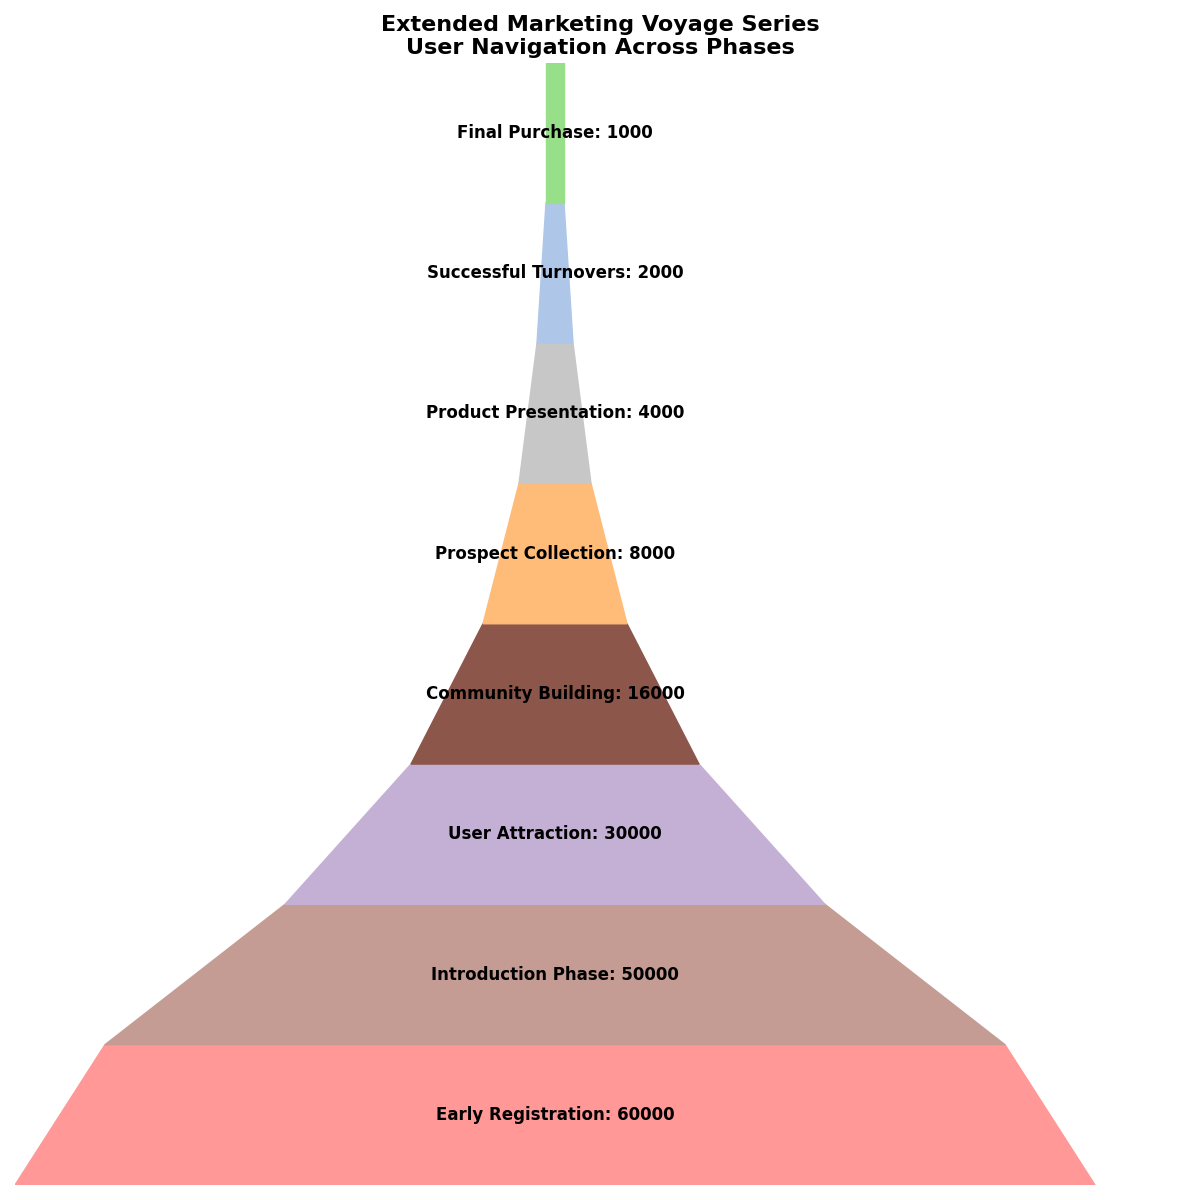 Extended Marketing Voyage Series
User Navigation Across Phases
Final Purchase: 1000
Successful Turnovers: 2000
Product Presentation: 4000
Prospect Collection: 8000
Community Building: 16000
User Attraction: 30000
Introduction Phase: 50000
Early Registration: 60000